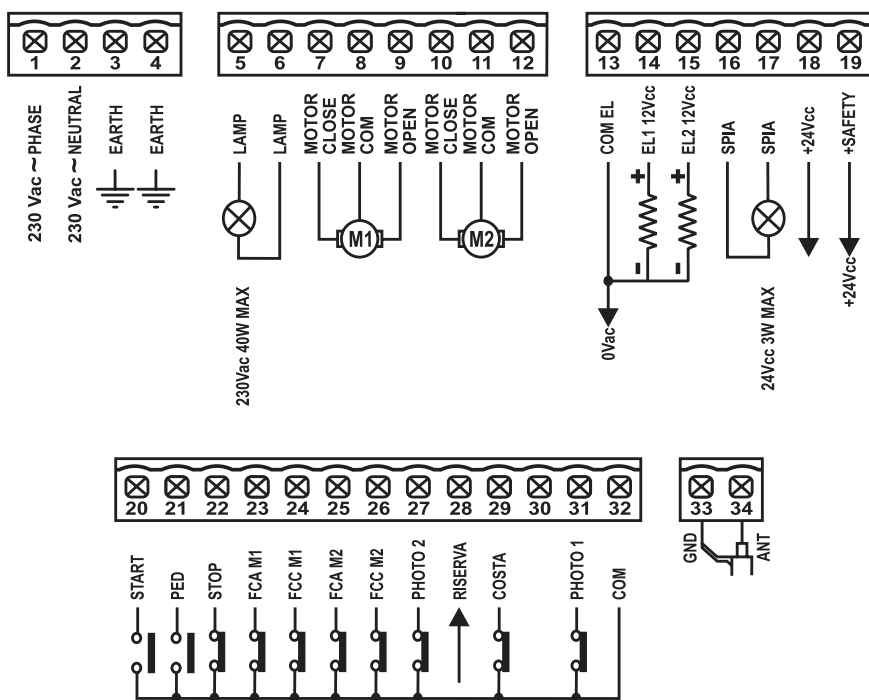 1 2 3 4
5 6 7 8 9 10 11 12
13 14 15 16 17 18 19
230 Vac ~ PHASE
230 Vac ~ NEUTRAL
EARTH
EARTH
LAMP
LAMP
230Vac 40W MAX
MOTOR
CLOSE
MOTOR
COM
MOTOR
OPEN
MOTOR
CLOSE
MOTOR
COM
MOTOR
OPEN
M1
M2
COM EL
EL1 12Vcc
EL2 12Vcc
SPIA
SPIA
+24Vcc
+SAFETY
+ +
- -
0Vac
24Vcc 3W MAX
+24Vcc
20 21 22 23 24 25 26 27 28 29 30 31 32
33 34
START
PED
STOP
FCA M1
FCC M1
FCA M2
FCC M2
PHOTO 2
RISERVA
COSTA
PHOTO 1
COM
GND
ANT